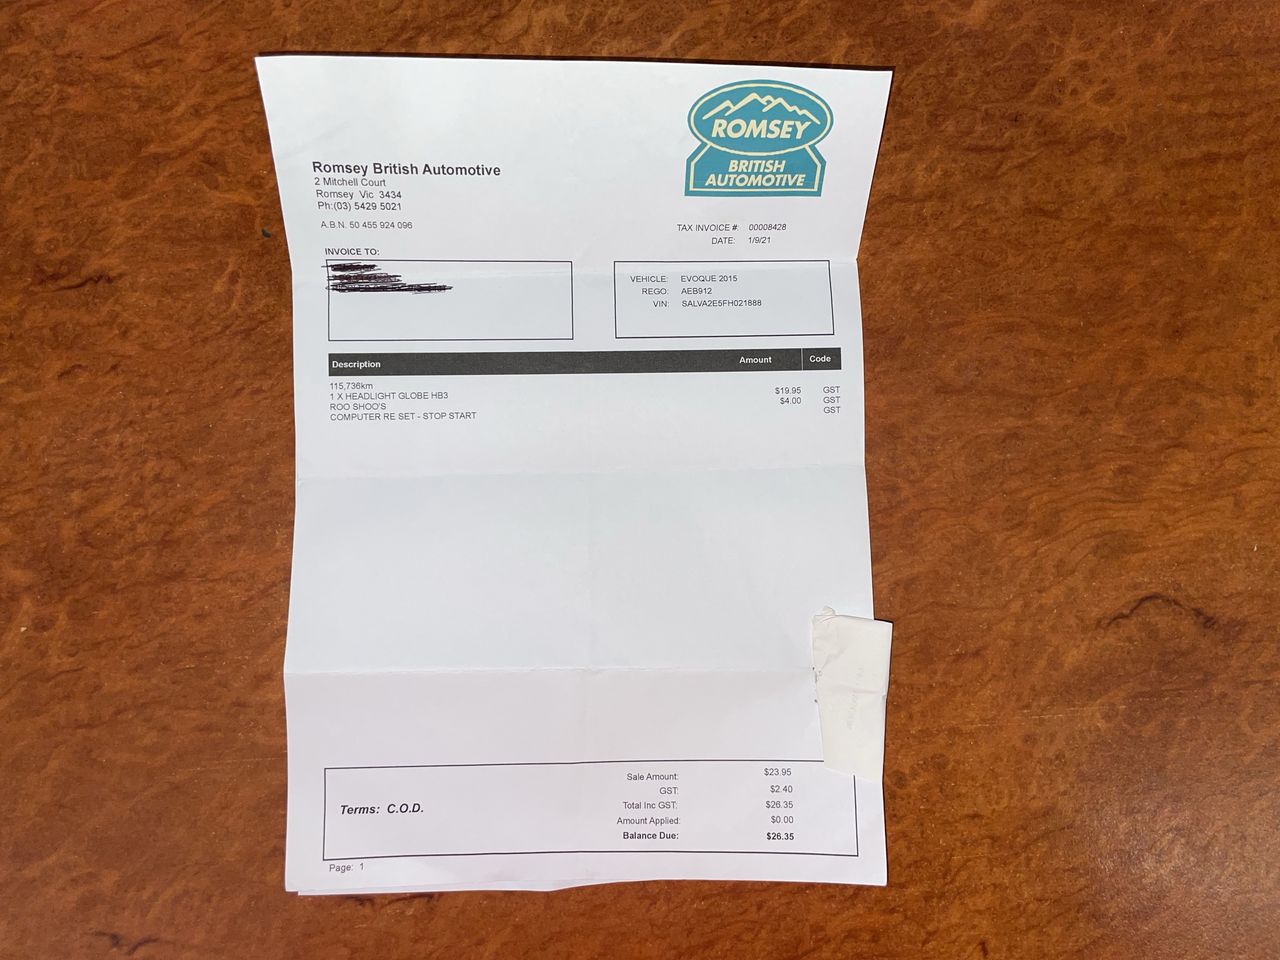 ROMSEY
BRITISH
AUTOMOTIVE
Romsey British Automotive
2 Mitchell Court
Romsey Vic 3434
Ph:(03) 5429 5021
A.B.N. 50 455 924 096
TAX INVOICE #: 00008428
DATE: 1/9/21
INVOICE TO:
VEHICLE: EVOQUE 2015
REGO: AEB912
VIN: SALVA2E5FH021888
Description Amount Code
115,736km
1 X HEADLIGHT GLOBE HB3 $19.95 GST
ROO SHOO'S $4.00 GST
COMPUTER RE SET - STOP START GST
Terms: C.O.D.
Sale Amount: $23.95
GST: $2.40
Total Inc GST: $26.35
Amount Applied: $0.00
Balance Due: $26.35
Page: 1